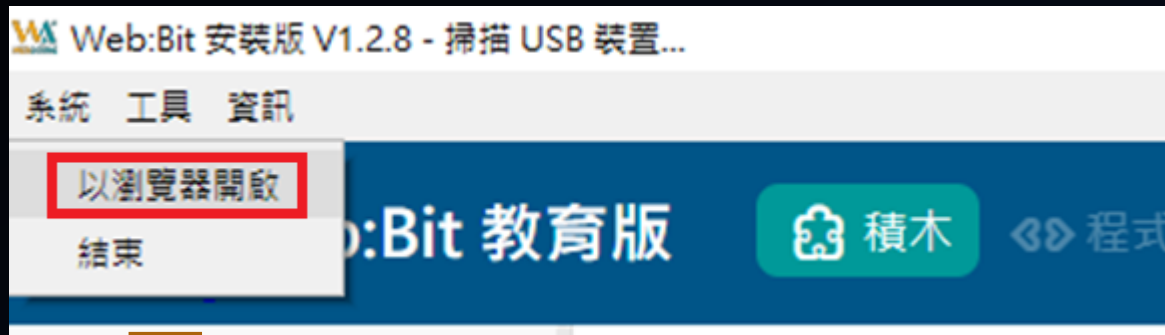 Web:Bit 安裝版 V1.2.8 - 掃描 USB 裝置...
系統 工具 資訊
以瀏覽器開啟
:Bit 教育版 積木 程式
結束